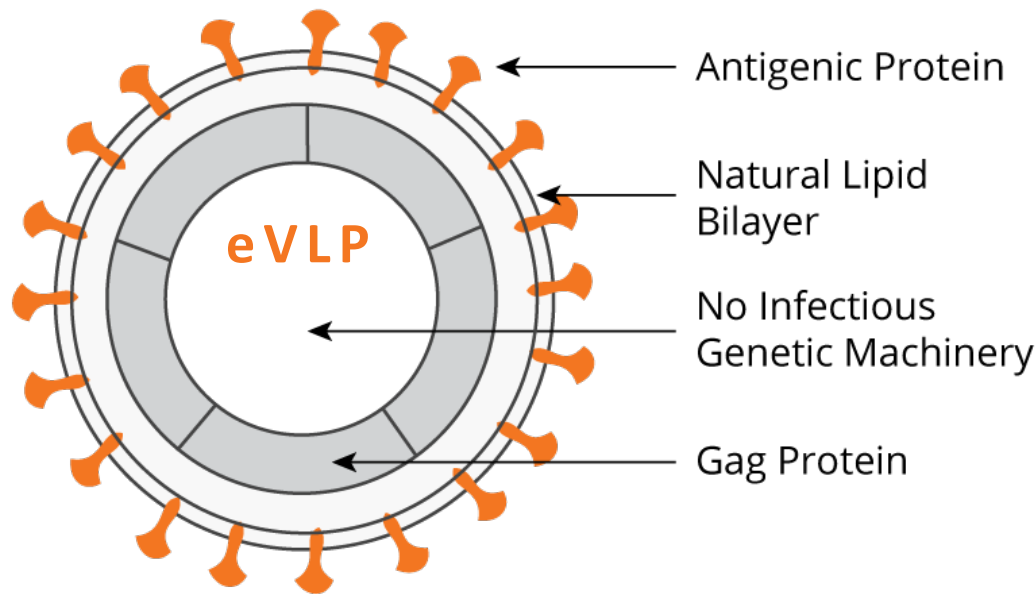 Antigenic Protein
Natural Lipid
Bilayer
eVLP
No Infectious
Genetic Machinery
Gag Protein